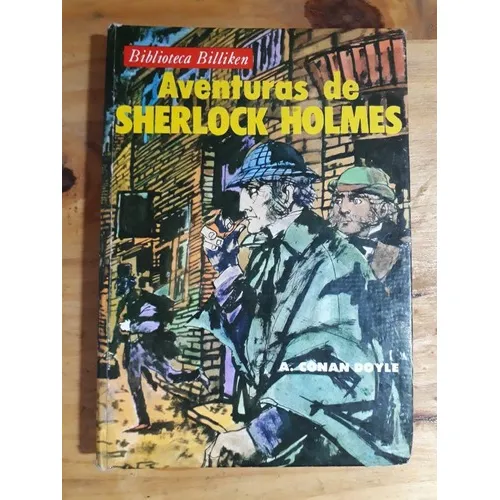 Biblioteca Billiken
Aventuras de
SHERLOCK HOLMES
A. CONAN DOYLE